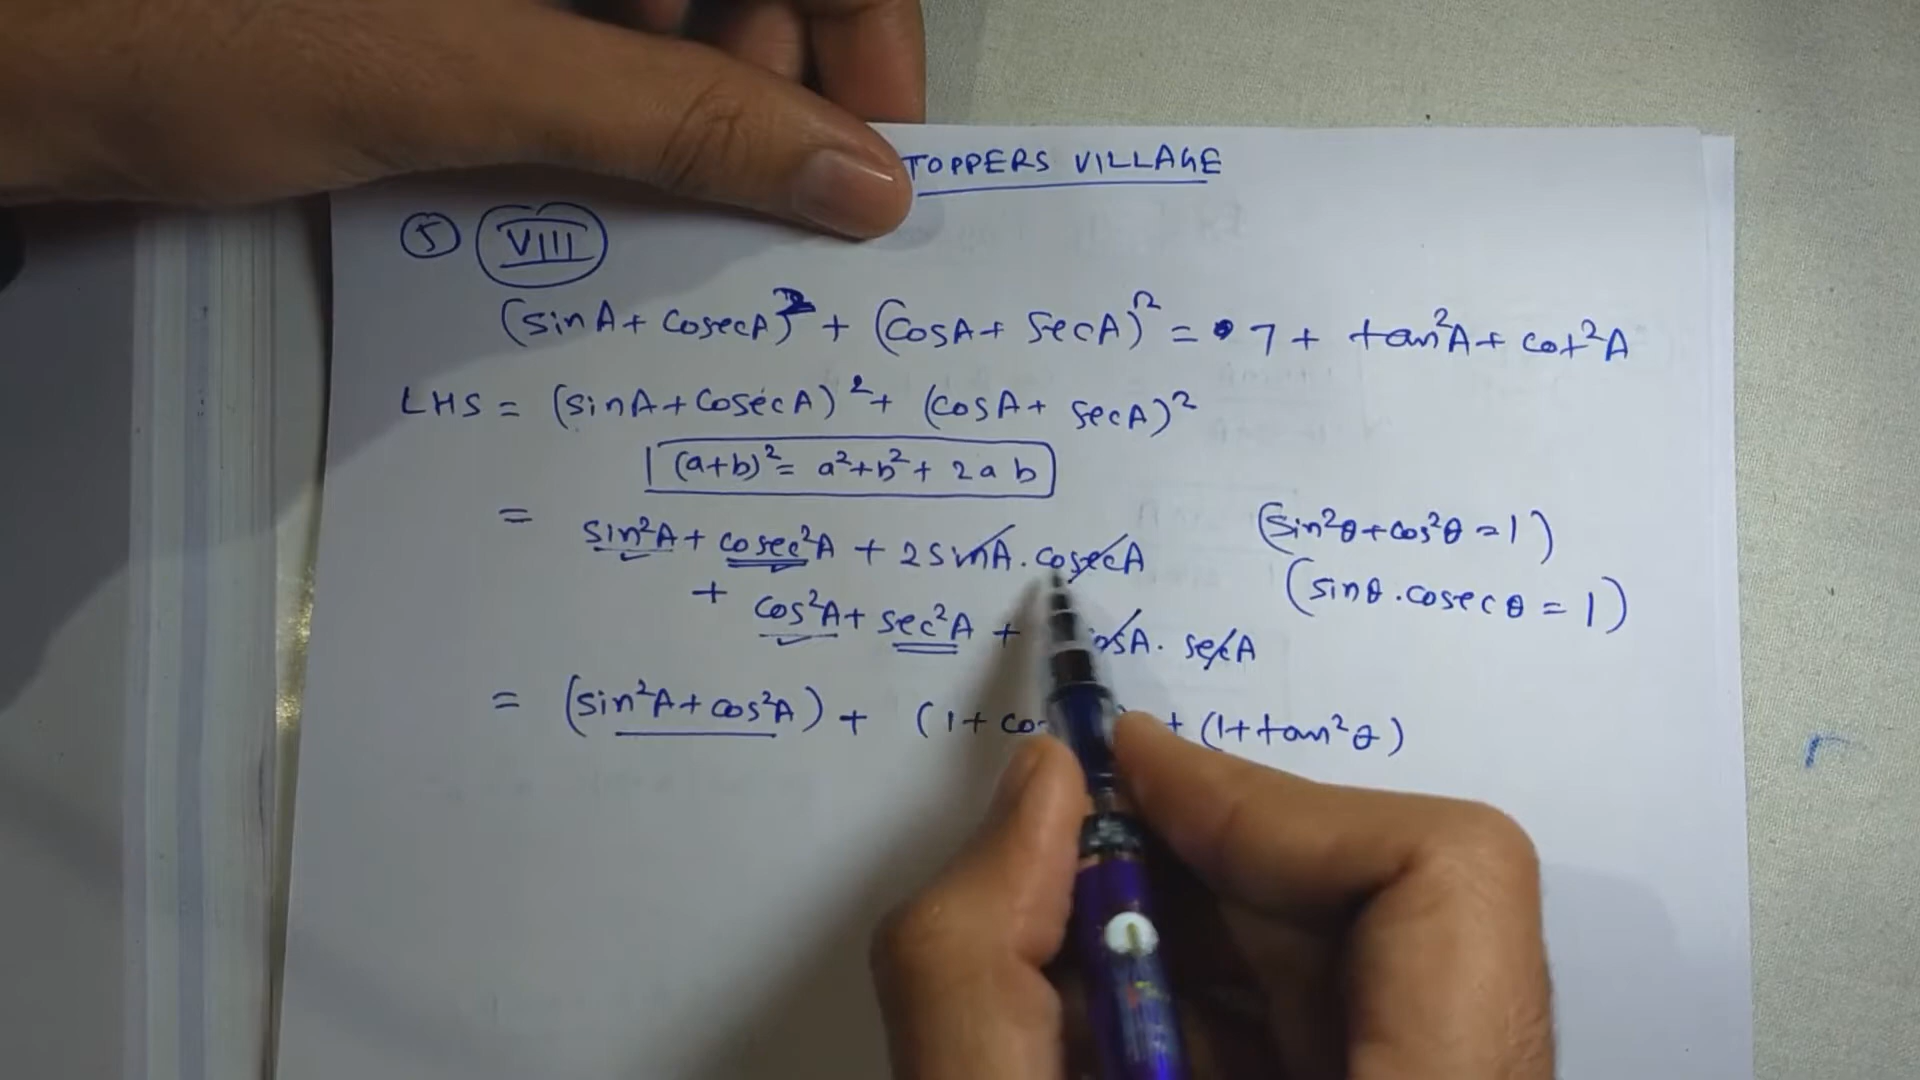 TOPPERS VILLAGE
5 VIII
(sinA + cosecA)² + (cosA + secA)² = 7 + tan²A + cot²A
LHS = (sinA + cosecA)² + (cosA + secA)²
(a+b)² = a² + b² + 2ab
= sin²A + cosec²A + 2sinA . cosecA
+ cos²A + sec²A + A . secA
= (sin²A + cos²A) + (1 + ) + (1 + tan²θ)
(sin²θ + cos²θ = 1)
(sinθ . cosecθ = 1)